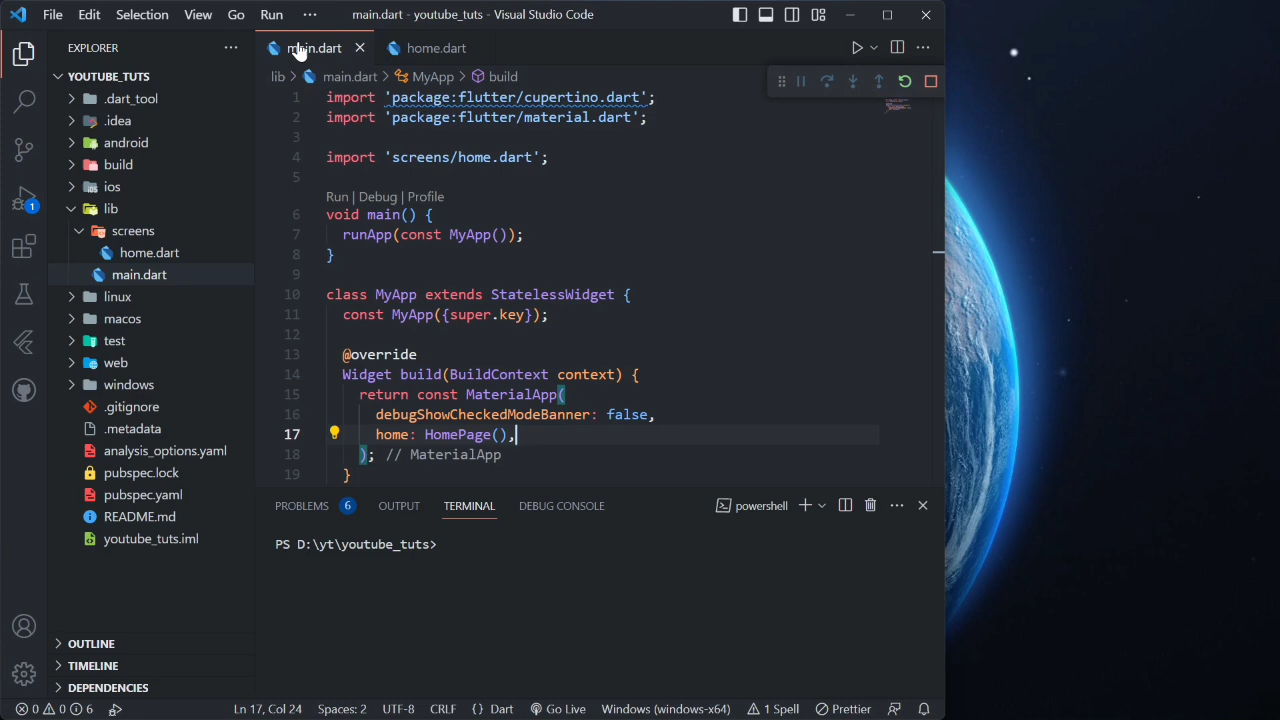 File Edit Selection View Go Run ··· main.dart - youtube_tuts - Visual Studio Code
EXPLORER
YOUTUBE_TUTS
.dart_tool
.idea
android
build
ios
lib
screens
home.dart
main.dart
linux
macos
test
web
windows
.gitignore
.metadata
analysis_options.yaml
pubspec.lock
pubspec.yaml
README.md
youtube_tuts.iml
OUTLINE
TIMELINE
DEPENDENCIES
1
main.dart home.dart
lib > main.dart > MyApp > build
1 import 'package:flutter/cupertino.dart';
2 import 'package:flutter/material.dart';
3
4 import 'screens/home.dart';
5
Run | Debug | Profile
6 void main() {
7 runApp(const MyApp());
8 }
9
10 class MyApp extends StatelessWidget {
11 const MyApp({super.key});
12
13 @override
14 Widget build(BuildContext context) {
15 return const MaterialApp(
16 debugShowCheckedModeBanner: false,
17 home: HomePage(),
18 ); // MaterialApp
19 }
PROBLEMS 6 OUTPUT TERMINAL DEBUG CONSOLE powershell
PS D:\yt\youtube_tuts>
0 0 6 Ln 17, Col 24 Spaces: 2 UTF-8 CRLF {} Dart Go Live Windows (windows-x64) 1 Spell Prettier